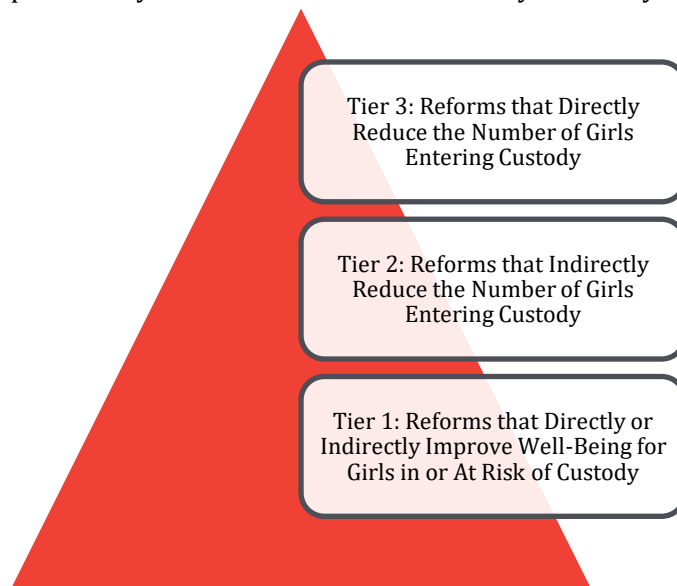 Tier 3: Reforms that Directly
Reduce the Number of Girls
Entering Custody
Tier 2: Reforms that Indirectly
Reduce the Number of Girls
Entering Custody
Tier 1: Reforms that Directly or
Indirectly Improve Well-Being for
Girls in or At Risk of Custody